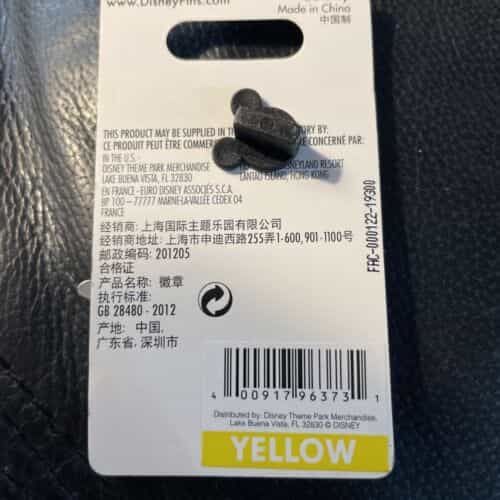 www.DisneyPins.com
Made in China
中国制
THIS PRODUCT MAY BE SUPPLIED IN TORY BY:
CE PRODUIT PEUT ÊTRE COMMER CONCERNÉ PAR:
IN THE U.S.-
DISNEY THEME PARK MERCHANDISE
LAKE BUENA VISTA, FL 32830
DISNEYLAND RESORT
LANTAU ISLAND, HONG KONG
EN FRANCE - EURO DISNEY ASSOCIÉS S.C.A.
BP 100 – 77777 MARNE-LA-VALLÉE CEDEX 04
FRANCE
经销商: 上海国际主题乐园有限公司
经销商地址: 上海市申迪西路255弄1-600,901-1100号
邮政编码: 201205
合格证
产品名称: 徽章
执行标准:
GB 28480 - 2012
产地: 中国,
广东省, 深圳市
FAC-000122-19300
4 00917 96373 1
Distributed by: Disney Theme Park Merchandise,
Lake Buena Vista, FL 32830 © DISNEY
YELLOW